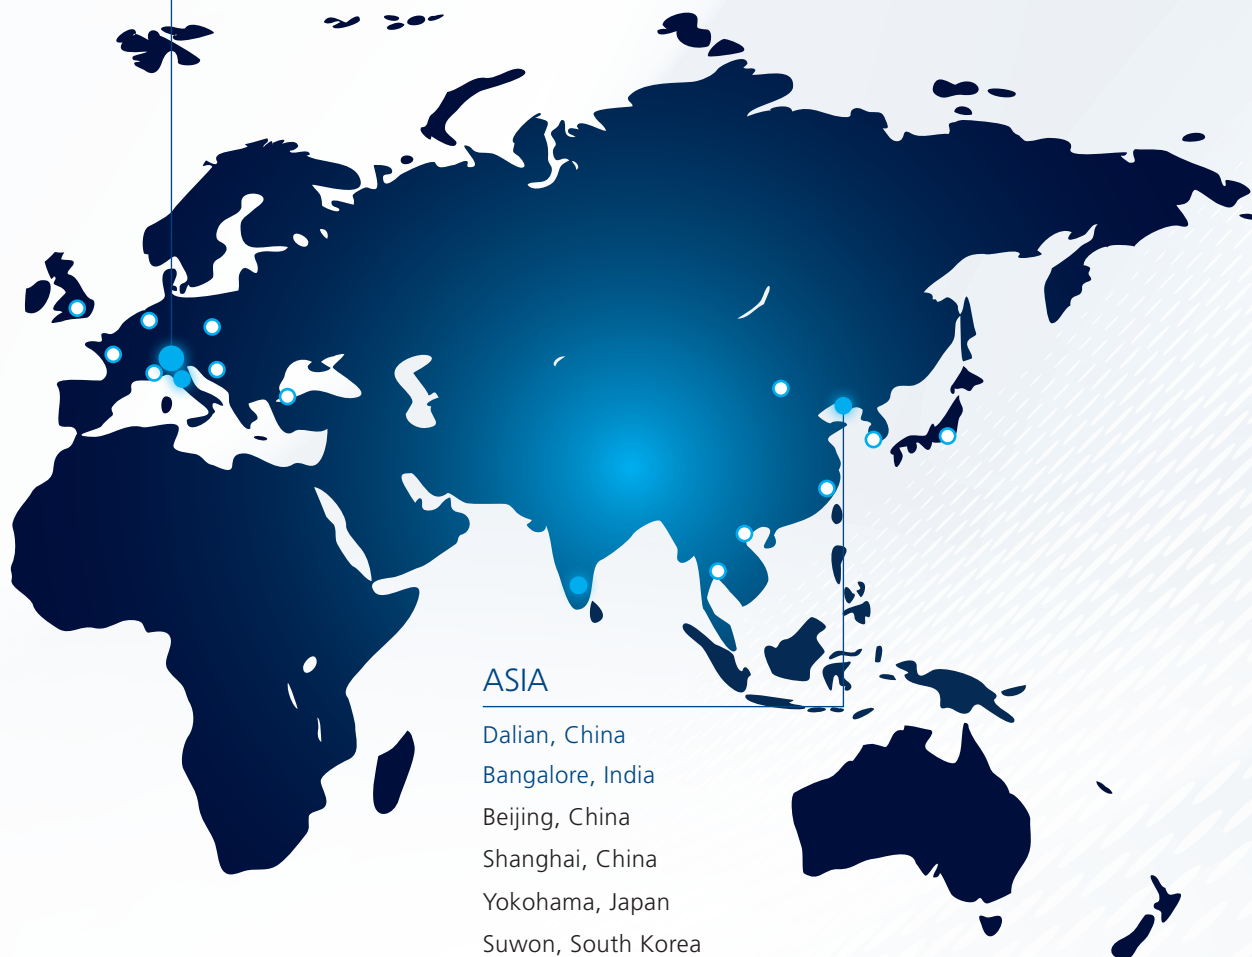 ASIA
Dalian, China
Bangalore, India
Beijing, China
Shanghai, China
Yokohama, Japan
Suwon, South Korea